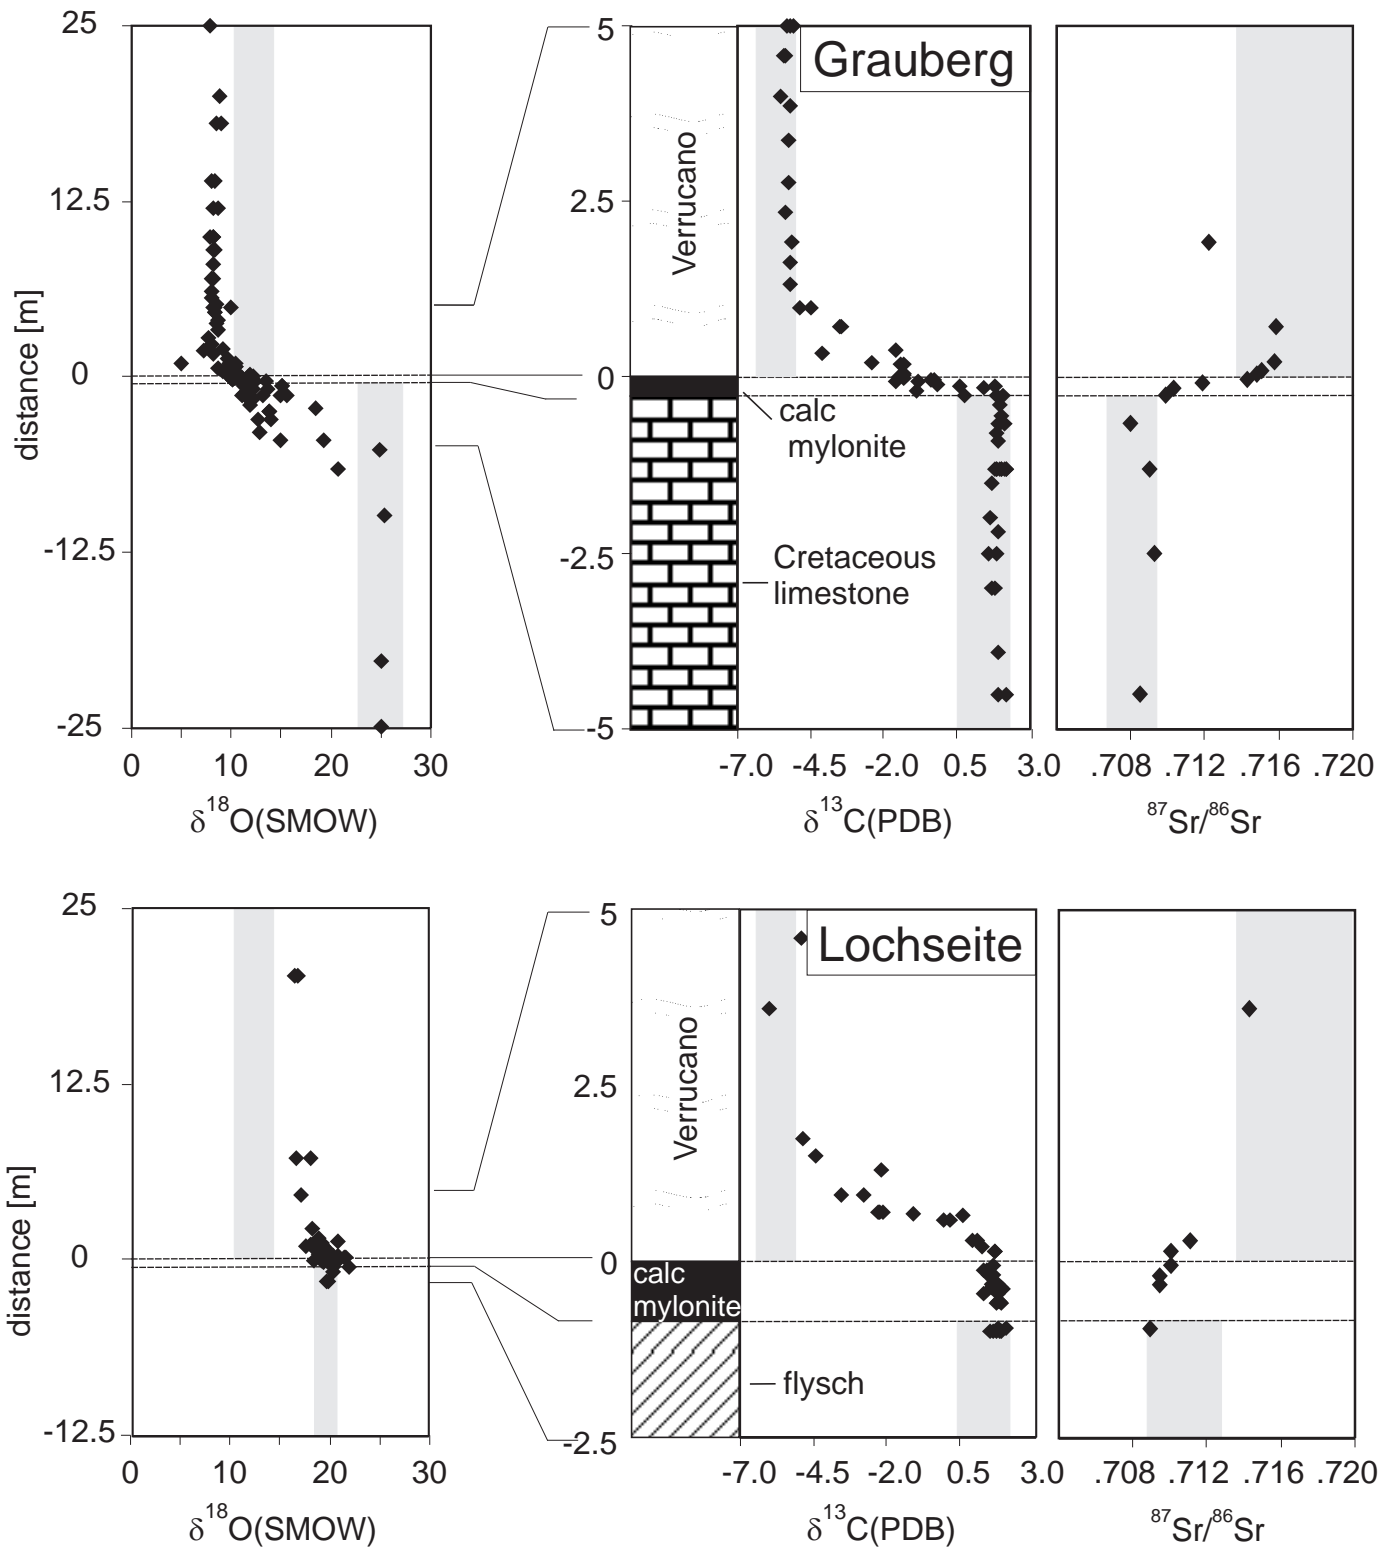 25
12.5
0
-12.5
-25
distance [m]
0 10 20 30
δ18O(SMOW)
5
2.5
0
-2.5
-5
Verrucano
Grauberg
calc
mylonite
Cretaceous
limestone
-7.0 -4.5 -2.0 0.5 3.0
δ13C(PDB)
.708 .712 .716 .720
87Sr/86Sr
25
12.5
0
-12.5
distance [m]
0 10 20 30
δ18O(SMOW)
5
2.5
0
-2.5
Verrucano
Lochseite
calc
mylonite
flysch
-7.0 -4.5 -2.0 0.5 3.0
δ13C(PDB)
.708 .712 .716 .720
87Sr/86Sr